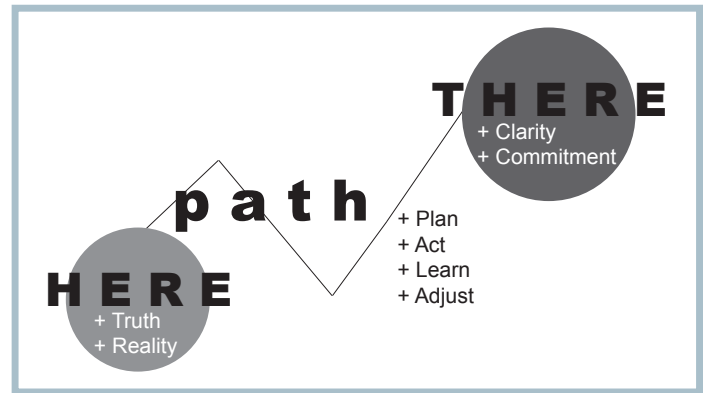 THERE
+ Clarity
+ Commitment
path
+ Plan
+ Act
+ Learn
+ Adjust
HERE
+ Truth
+ Reality